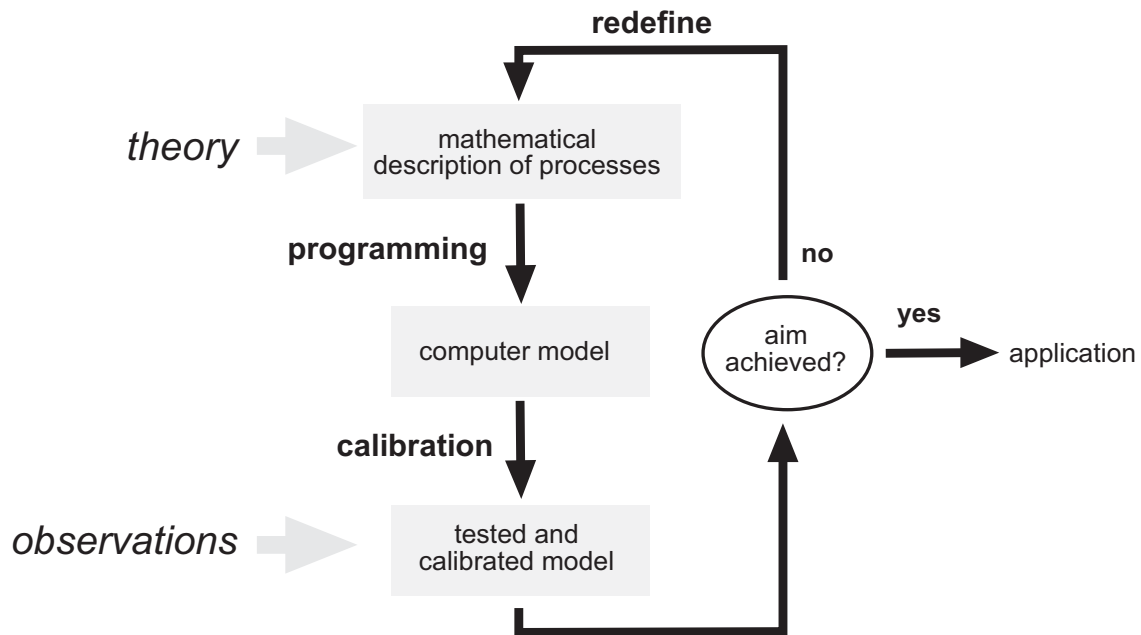 redefine
theory
mathematical
description of processes
programming
no
yes
computer model
aim
achieved?
application
calibration
observations
tested and
calibrated model